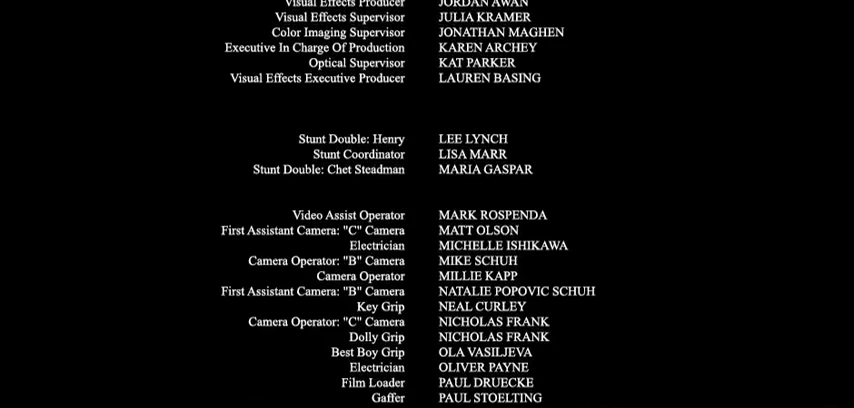 Visual Effects Producer JORDAN AWAN
Visual Effects Supervisor JULIA KRAMER
Color Imaging Supervisor JONATHAN MAGHEN
Executive In Charge Of Production KAREN ARCHEY
Optical Supervisor KAT PARKER
Visual Effects Executive Producer LAUREN BASING
Stunt Double: Henry LEE LYNCH
Stunt Coordinator LISA MARR
Stunt Double: Chet Steadman MARIA GASPAR
Video Assist Operator MARK ROSPENDA
First Assistant Camera: "C" Camera MATT OLSON
Electrician MICHELLE ISHIKAWA
Camera Operator: "B" Camera MIKE SCHUH
Camera Operator MILLIE KAPP
First Assistant Camera: "B" Camera NATALIE POPOVIC SCHUH
Key Grip NEAL CURLEY
Camera Operator: "C" Camera NICHOLAS FRANK
Dolly Grip NICHOLAS FRANK
Best Boy Grip OLA VASILJEVA
Electrician OLIVER PAYNE
Film Loader PAUL DRUECKE
Gaffer PAUL STOELTING